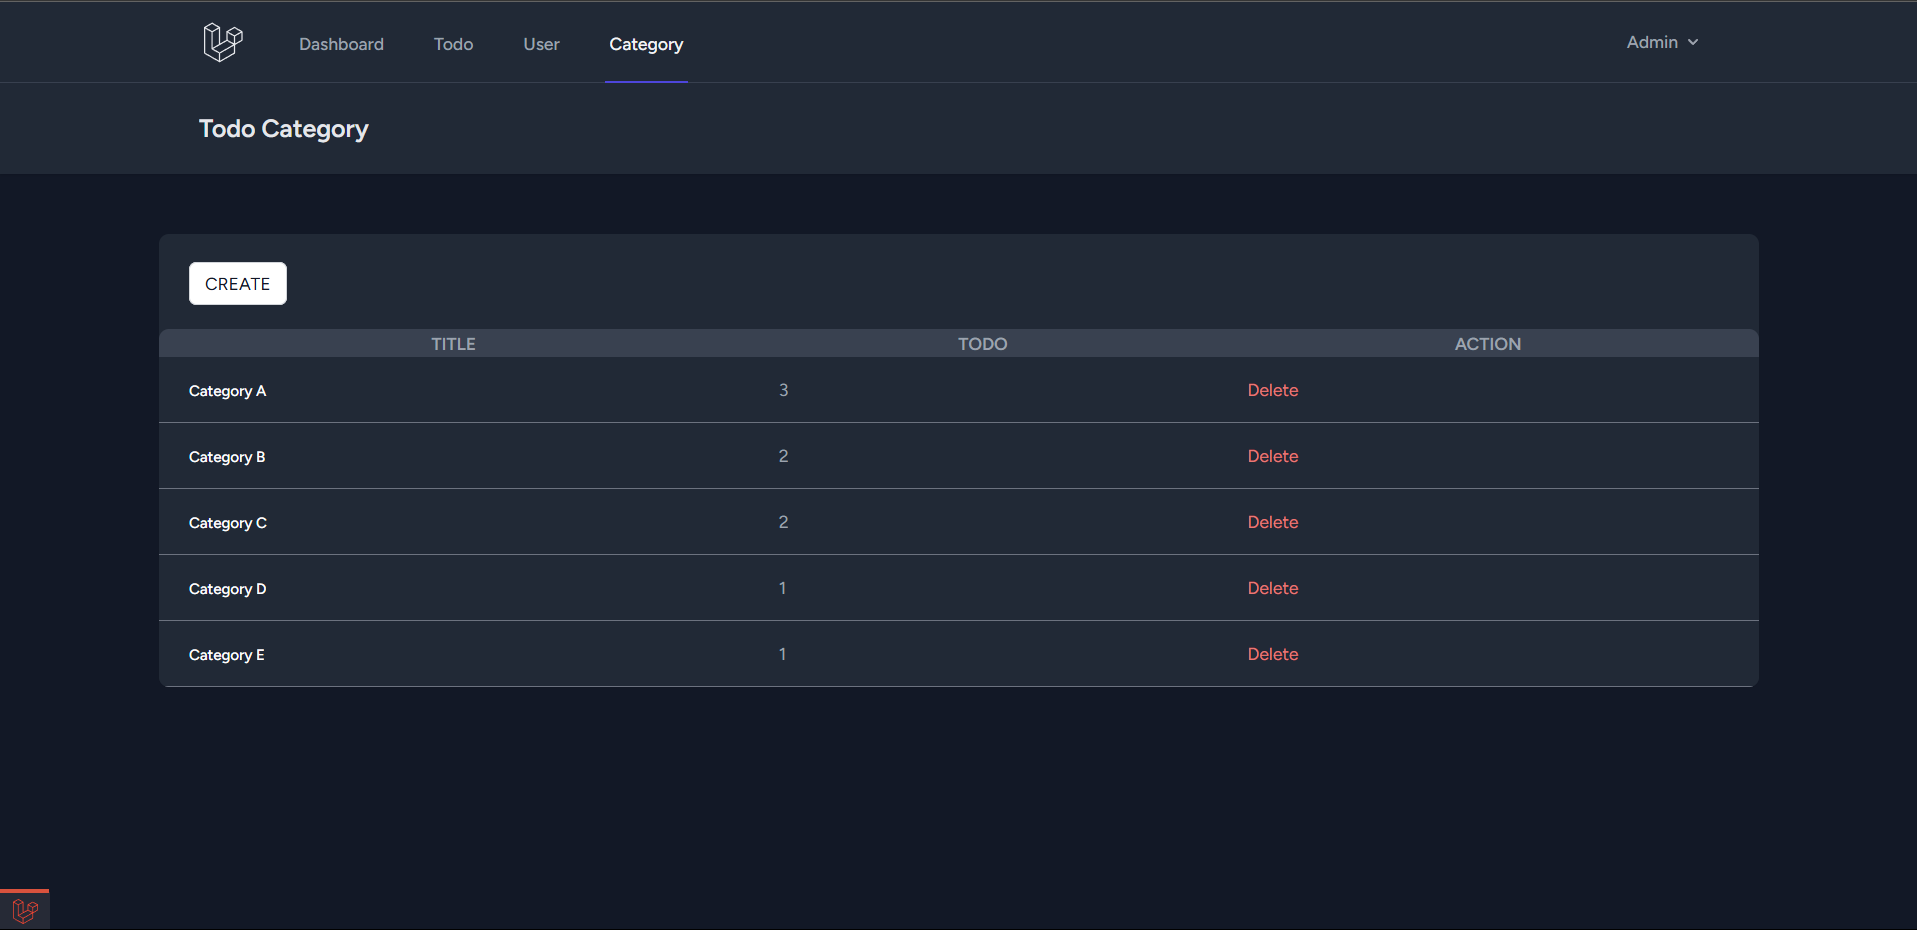 Dashboard Todo User Category Admin
Todo Category
CREATE
TITLE TODO ACTION
Category A 3 Delete
Category B 2 Delete
Category C 2 Delete
Category D 1 Delete
Category E 1 Delete